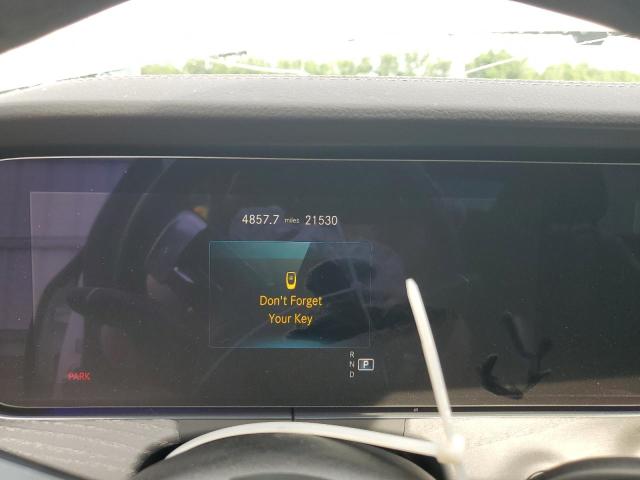 4857.7 miles 21530
Don't Forget
Your Key
R
N P
D
PARK